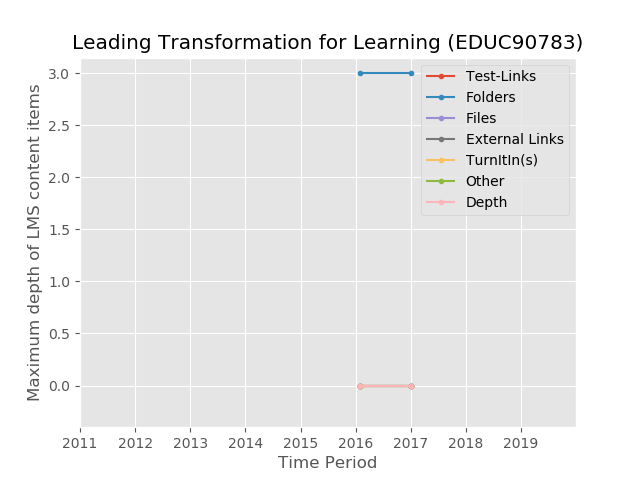 Leading Transformation for Learning (EDUC90783)
Maximum depth of LMS content items
3.0
2.5
2.0
1.5
1.0
0.5
0.0
Test-Links
Folders
Files
External Links
TurnItIn(s)
Other
Depth
2011 2012 2013 2014 2015 2016 2017 2018 2019
Time Period